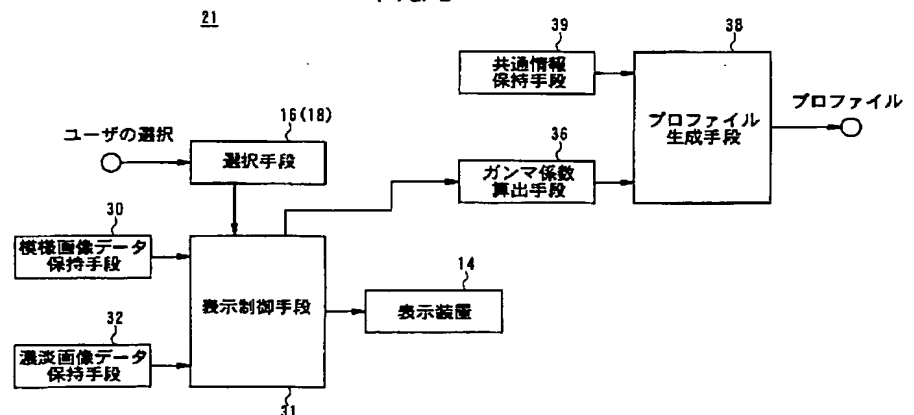 21
39
共通情報
保持手段
38
プロファイル
生成手段
プロファイル
ユーザの選択
16(18)
選択手段
36
ガンマ係数
算出手段
30
模様画像データ
保持手段
表示制御手段
31
14
表示装置
32
濃淡画像データ
保持手段